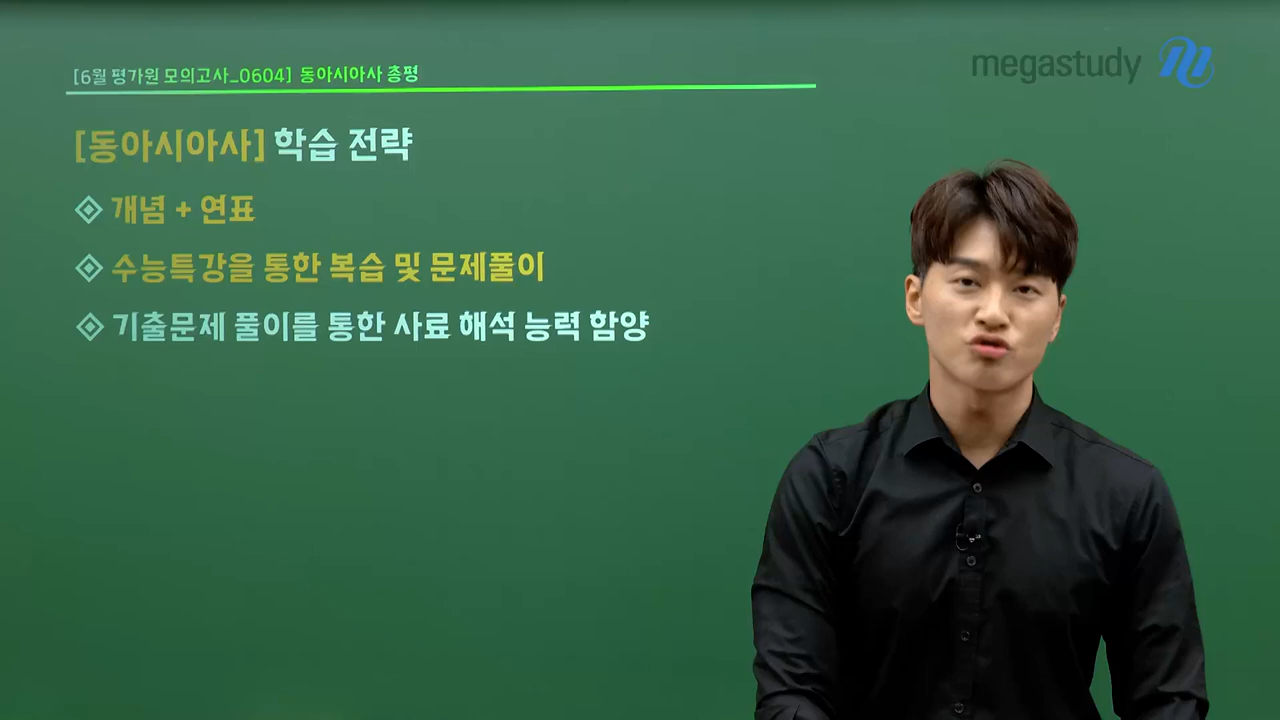 [6월 평가원 모의고사_0604] 동아시아사 총평
megastudy
[동아시아사] 학습 전략
개념 + 연표
수능특강을 통한 복습 및 문제풀이
기출문제 풀이를 통한 사료 해석 능력 함양